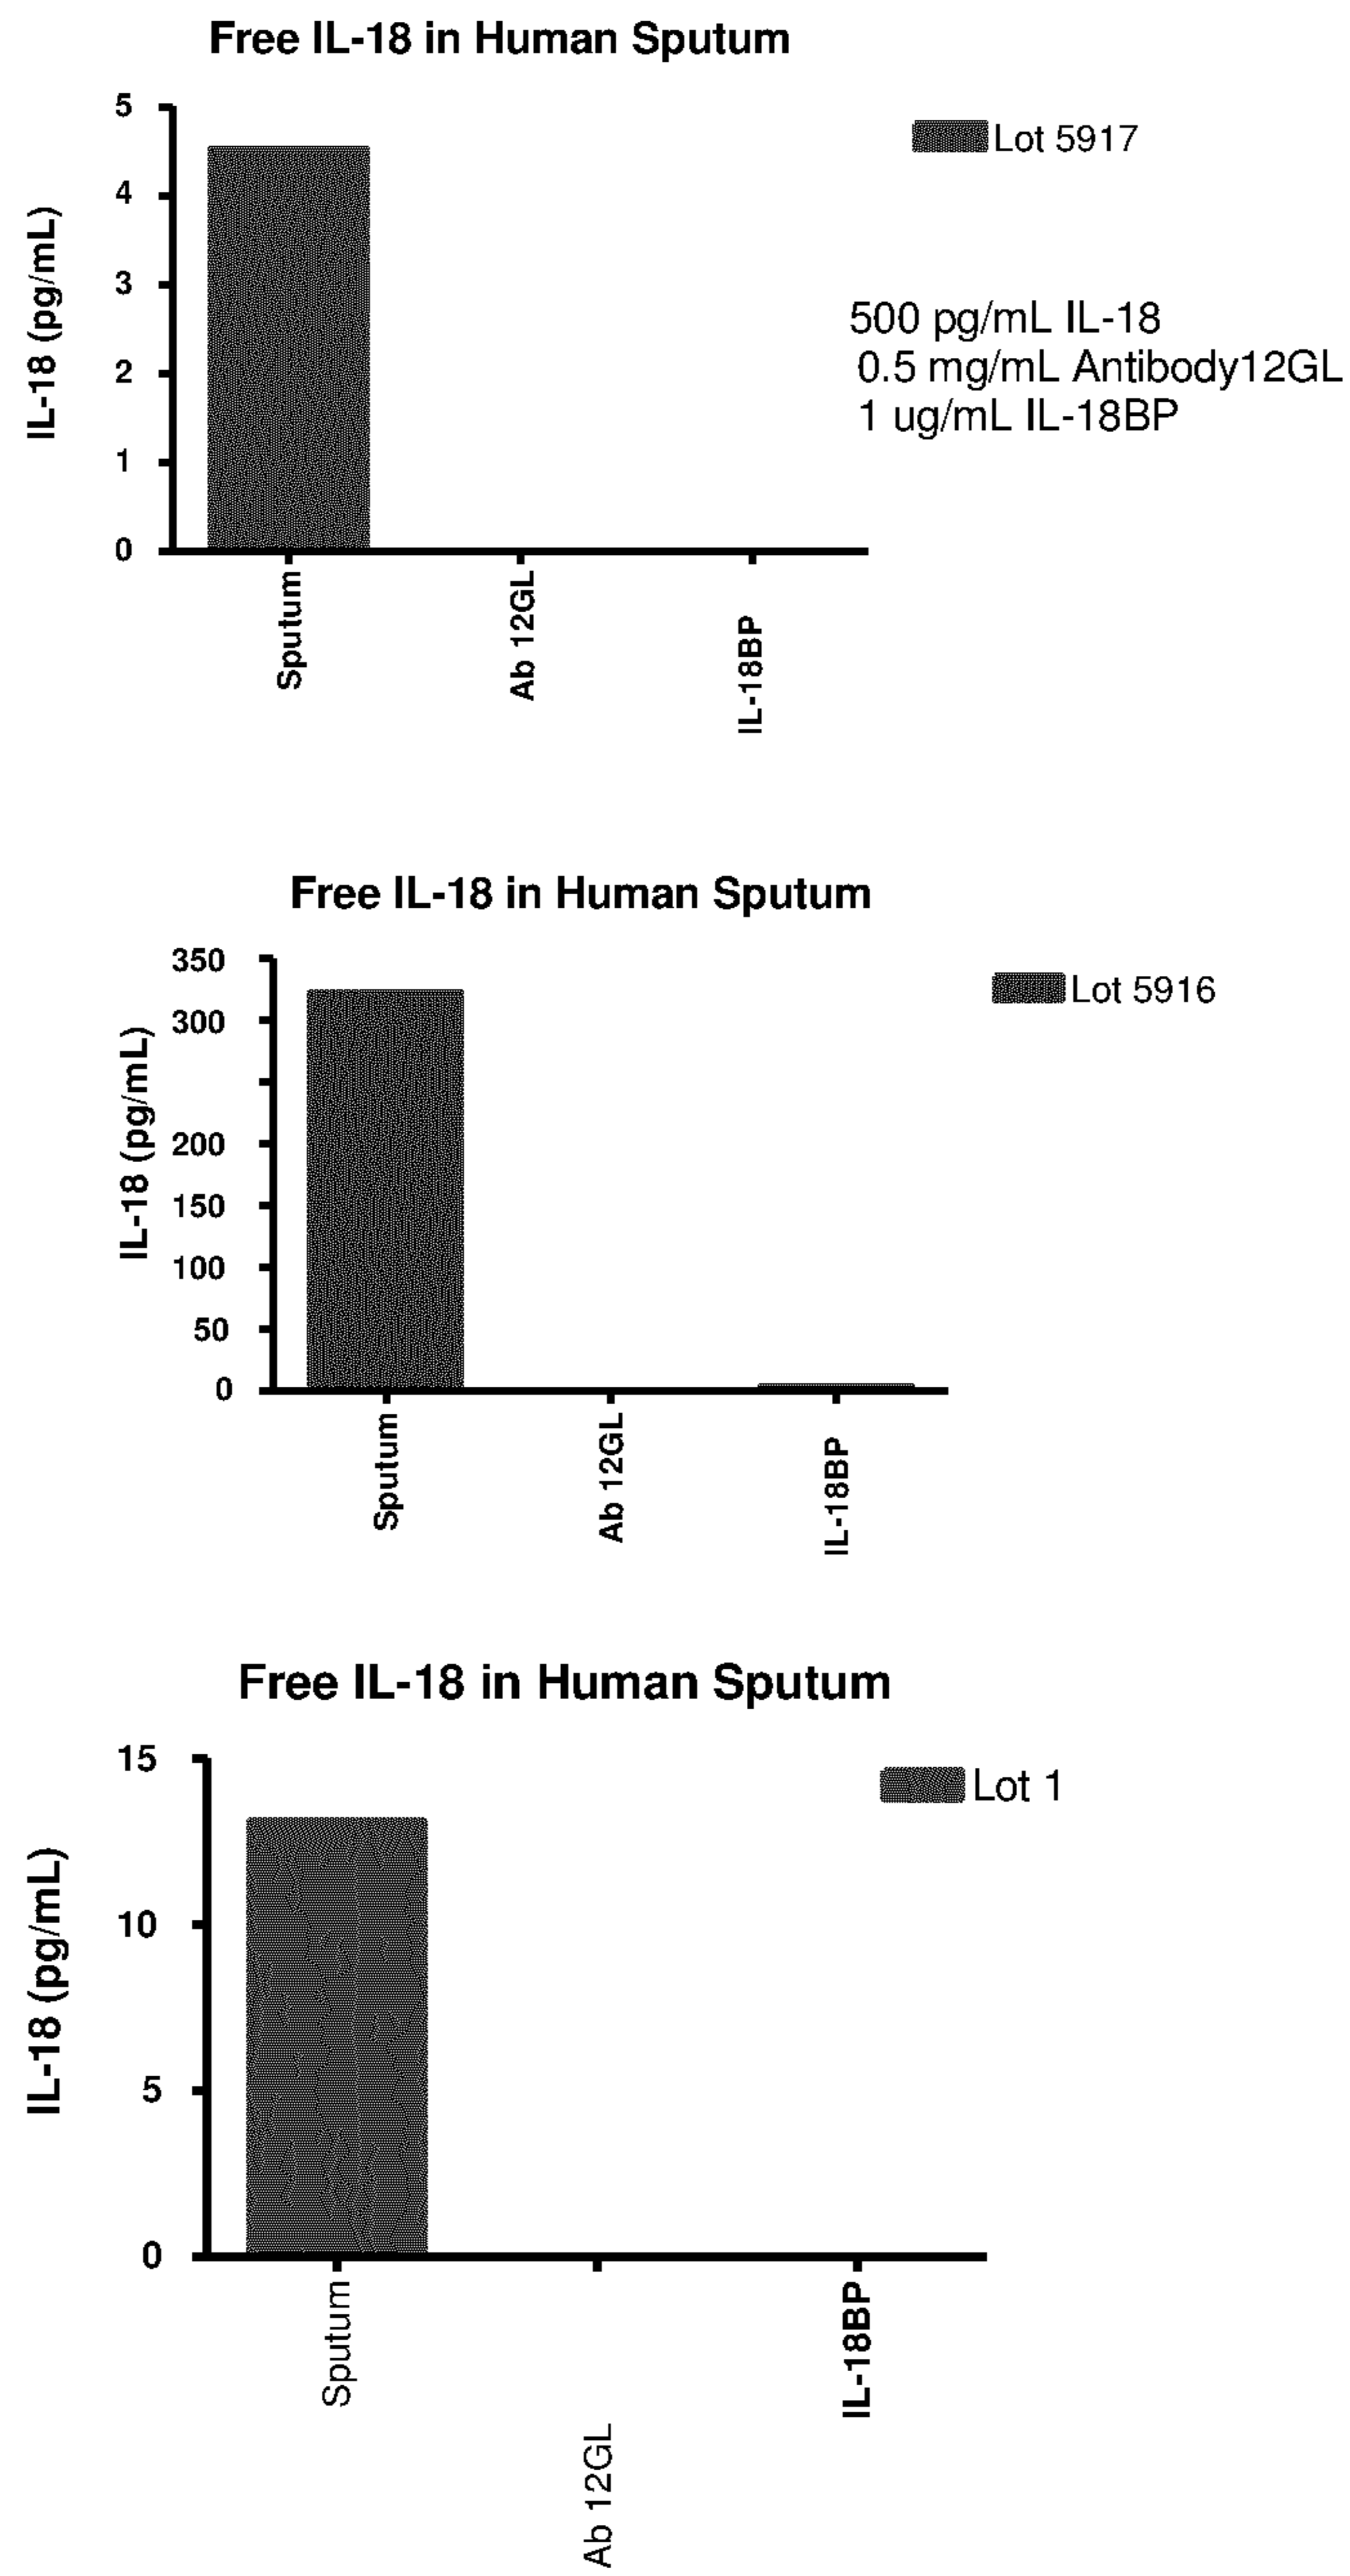 Free IL-18 in Human Sputum
IL-18 (pg/mL)
5
4
3
2
1
0
Sputum
Ab 12GL
IL-18BP
Lot 5917
500 pg/mL IL-18
0.5 mg/mL Antibody12GL
1 ug/mL IL-18BP
Free IL-18 in Human Sputum
IL-18 (pg/mL)
350
300
200
150
100
50
0
Sputum
Ab 12GL
IL-18BP
Lot 5916
Free IL-18 in Human Sputum
IL-18 (pg/mL)
15
10
5
0
Sputum
Ab 12GL
IL-18BP
Lot 1